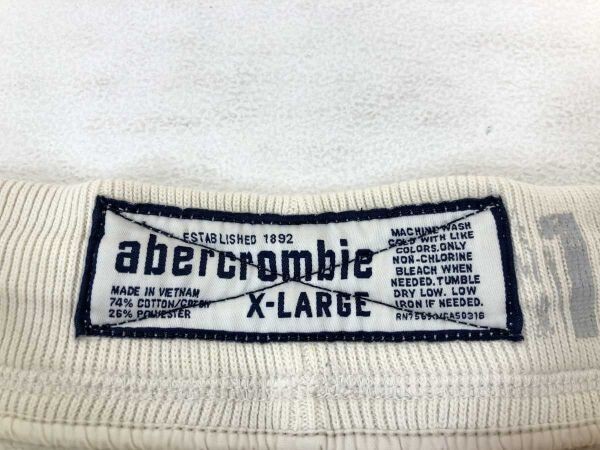 ESTABLISHED 1892
abercrombie
X-LARGE
MADE IN VIETNAM
74% COTTON/COTON
26% POLYESTER
MACHINE WASH
COLD WITH LIKE
COLORS.ONLY
NON-CHLORINE
BLEACH WHEN
NEEDED.TUMBLE
DRY LOW. LOW
IRON IF NEEDED.